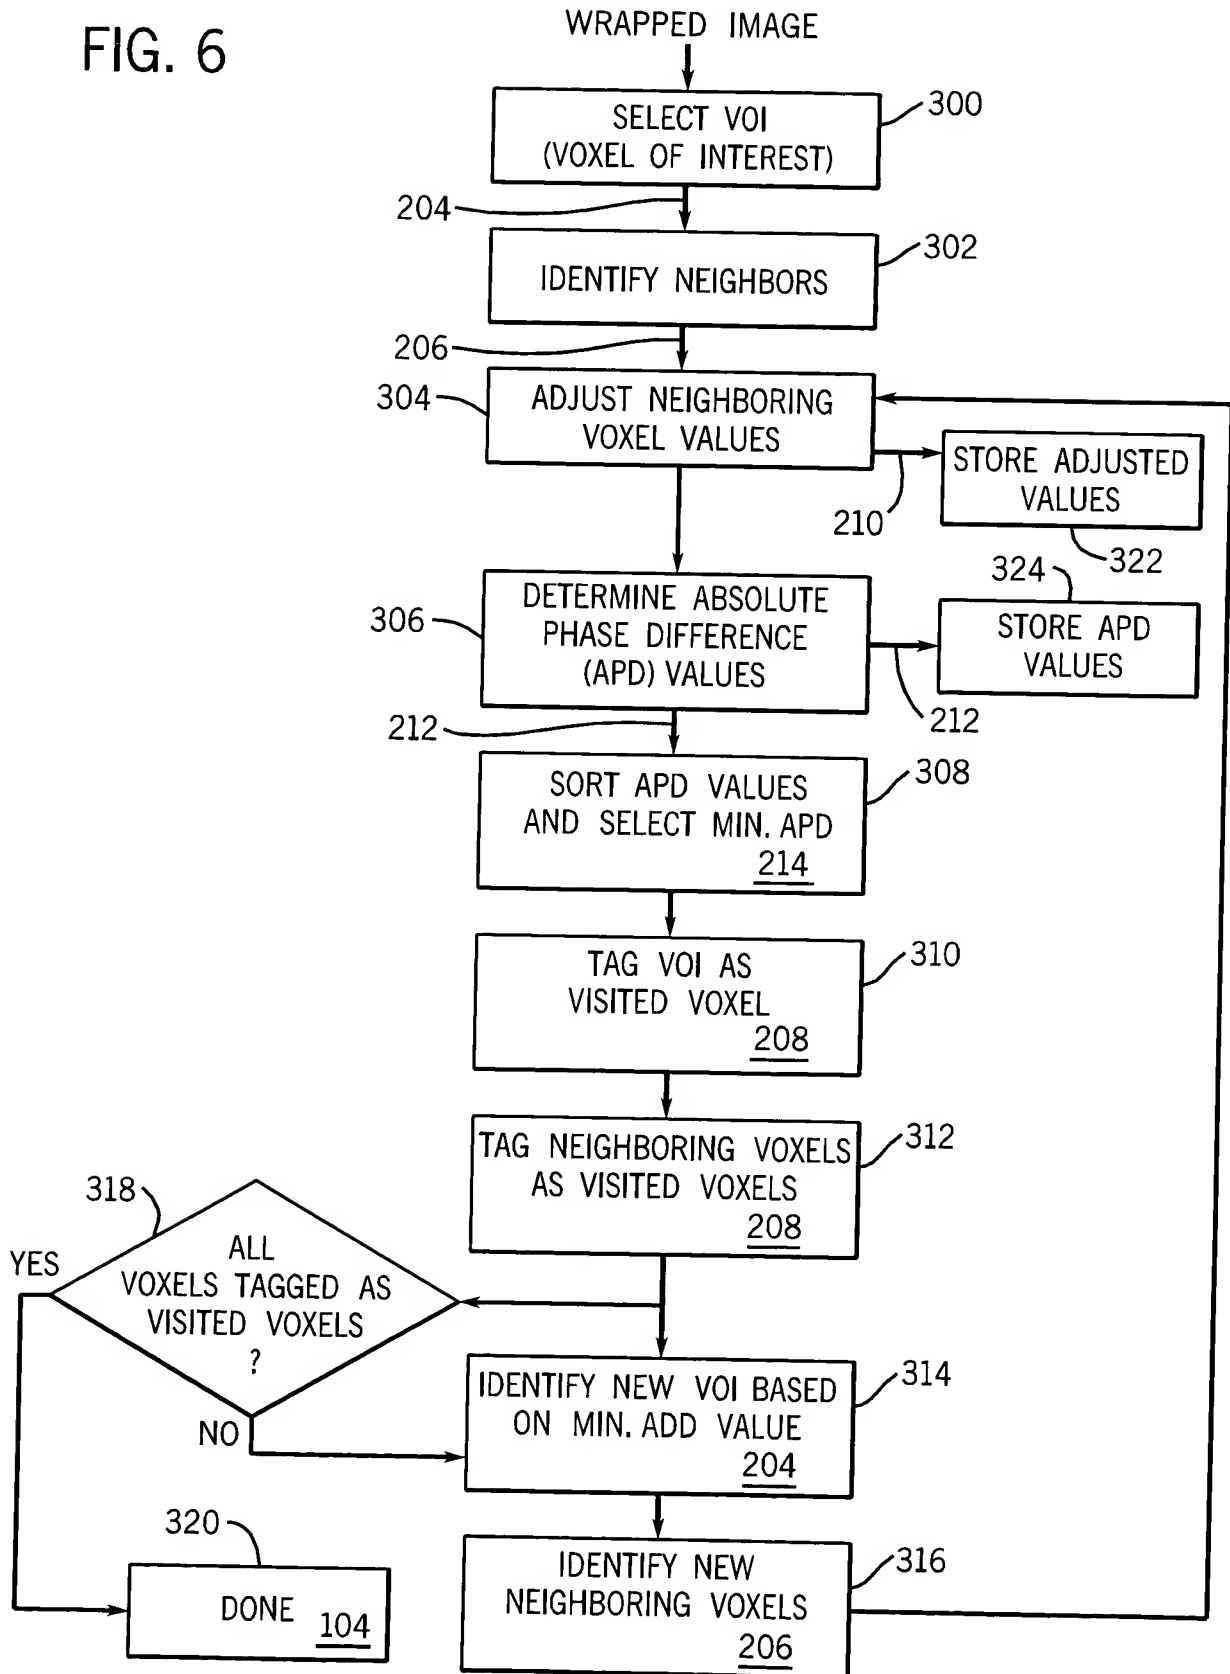 FIG. 6
WRAPPED IMAGE
SELECT VOI
(VOXEL OF INTEREST)
300
204
IDENTIFY NEIGHBORS
302
206
304
ADJUST NEIGHBORING
VOXEL VALUES
210
STORE ADJUSTED
VALUES
322
324
306
DETERMINE ABSOLUTE
PHASE DIFFERENCE
(APD) VALUES
STORE APD
VALUES
212
212
SORT APD VALUES
AND SELECT MIN. APD
214
308
TAG VOI AS
VISITED VOXEL
208
310
TAG NEIGHBORING VOXELS
AS VISITED VOXELS
208
312
318
YES
ALL
VOXELS TAGGED AS
VISITED VOXELS
?
NO
IDENTIFY NEW VOI BASED
ON MIN. ADD VALUE
204
314
320
DONE 104
IDENTIFY NEW
NEIGHBORING VOXELS
206
316